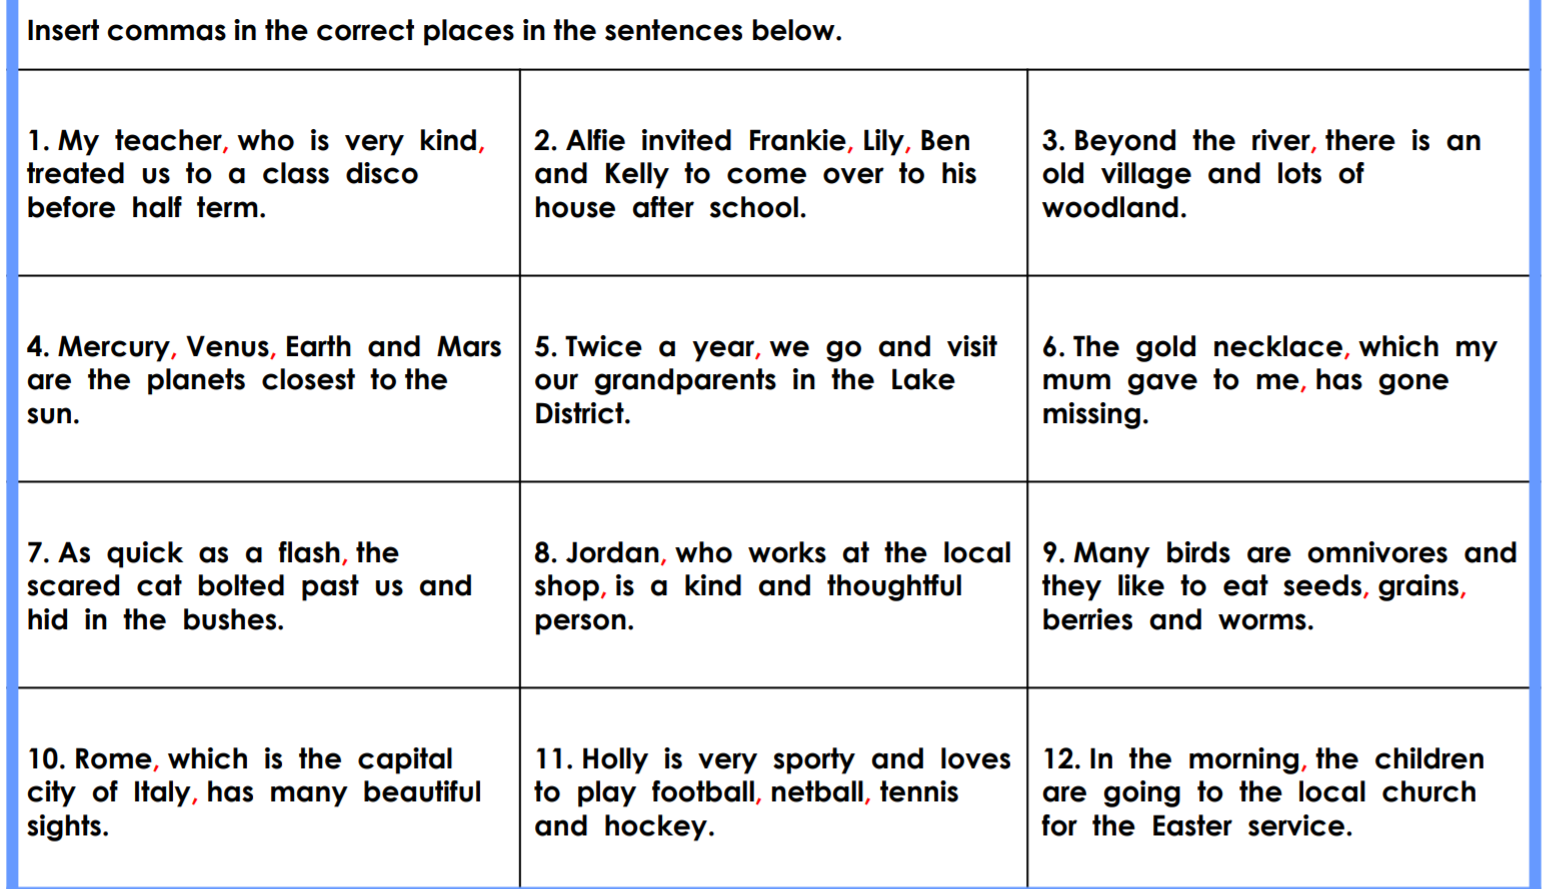 Insert commas in the correct places in the sentences below.
1. My teacher, who is very kind,
treated us to a class disco
before half term.
2. Alfie invited Frankie, Lily, Ben
and Kelly to come over to his
house after school.
3. Beyond the river, there is an
old village and lots of
woodland.
4. Mercury, Venus, Earth and Mars
are the planets closest to the
sun.
5. Twice a year, we go and visit
our grandparents in the Lake
District.
6. The gold necklace, which my
mum gave to me, has gone
missing.
7. As quick as a flash, the
scared cat bolted past us and
hid in the bushes.
8. Jordan, who works at the local
shop, is a kind and thoughtful
person.
9. Many birds are omnivores and
they like to eat seeds, grains,
berries and worms.
10. Rome, which is the capital
city of Italy, has many beautiful
sights.
11. Holly is very sporty and loves
to play football, netball, tennis
and hockey.
12. In the morning, the children
are going to the local church
for the Easter service.